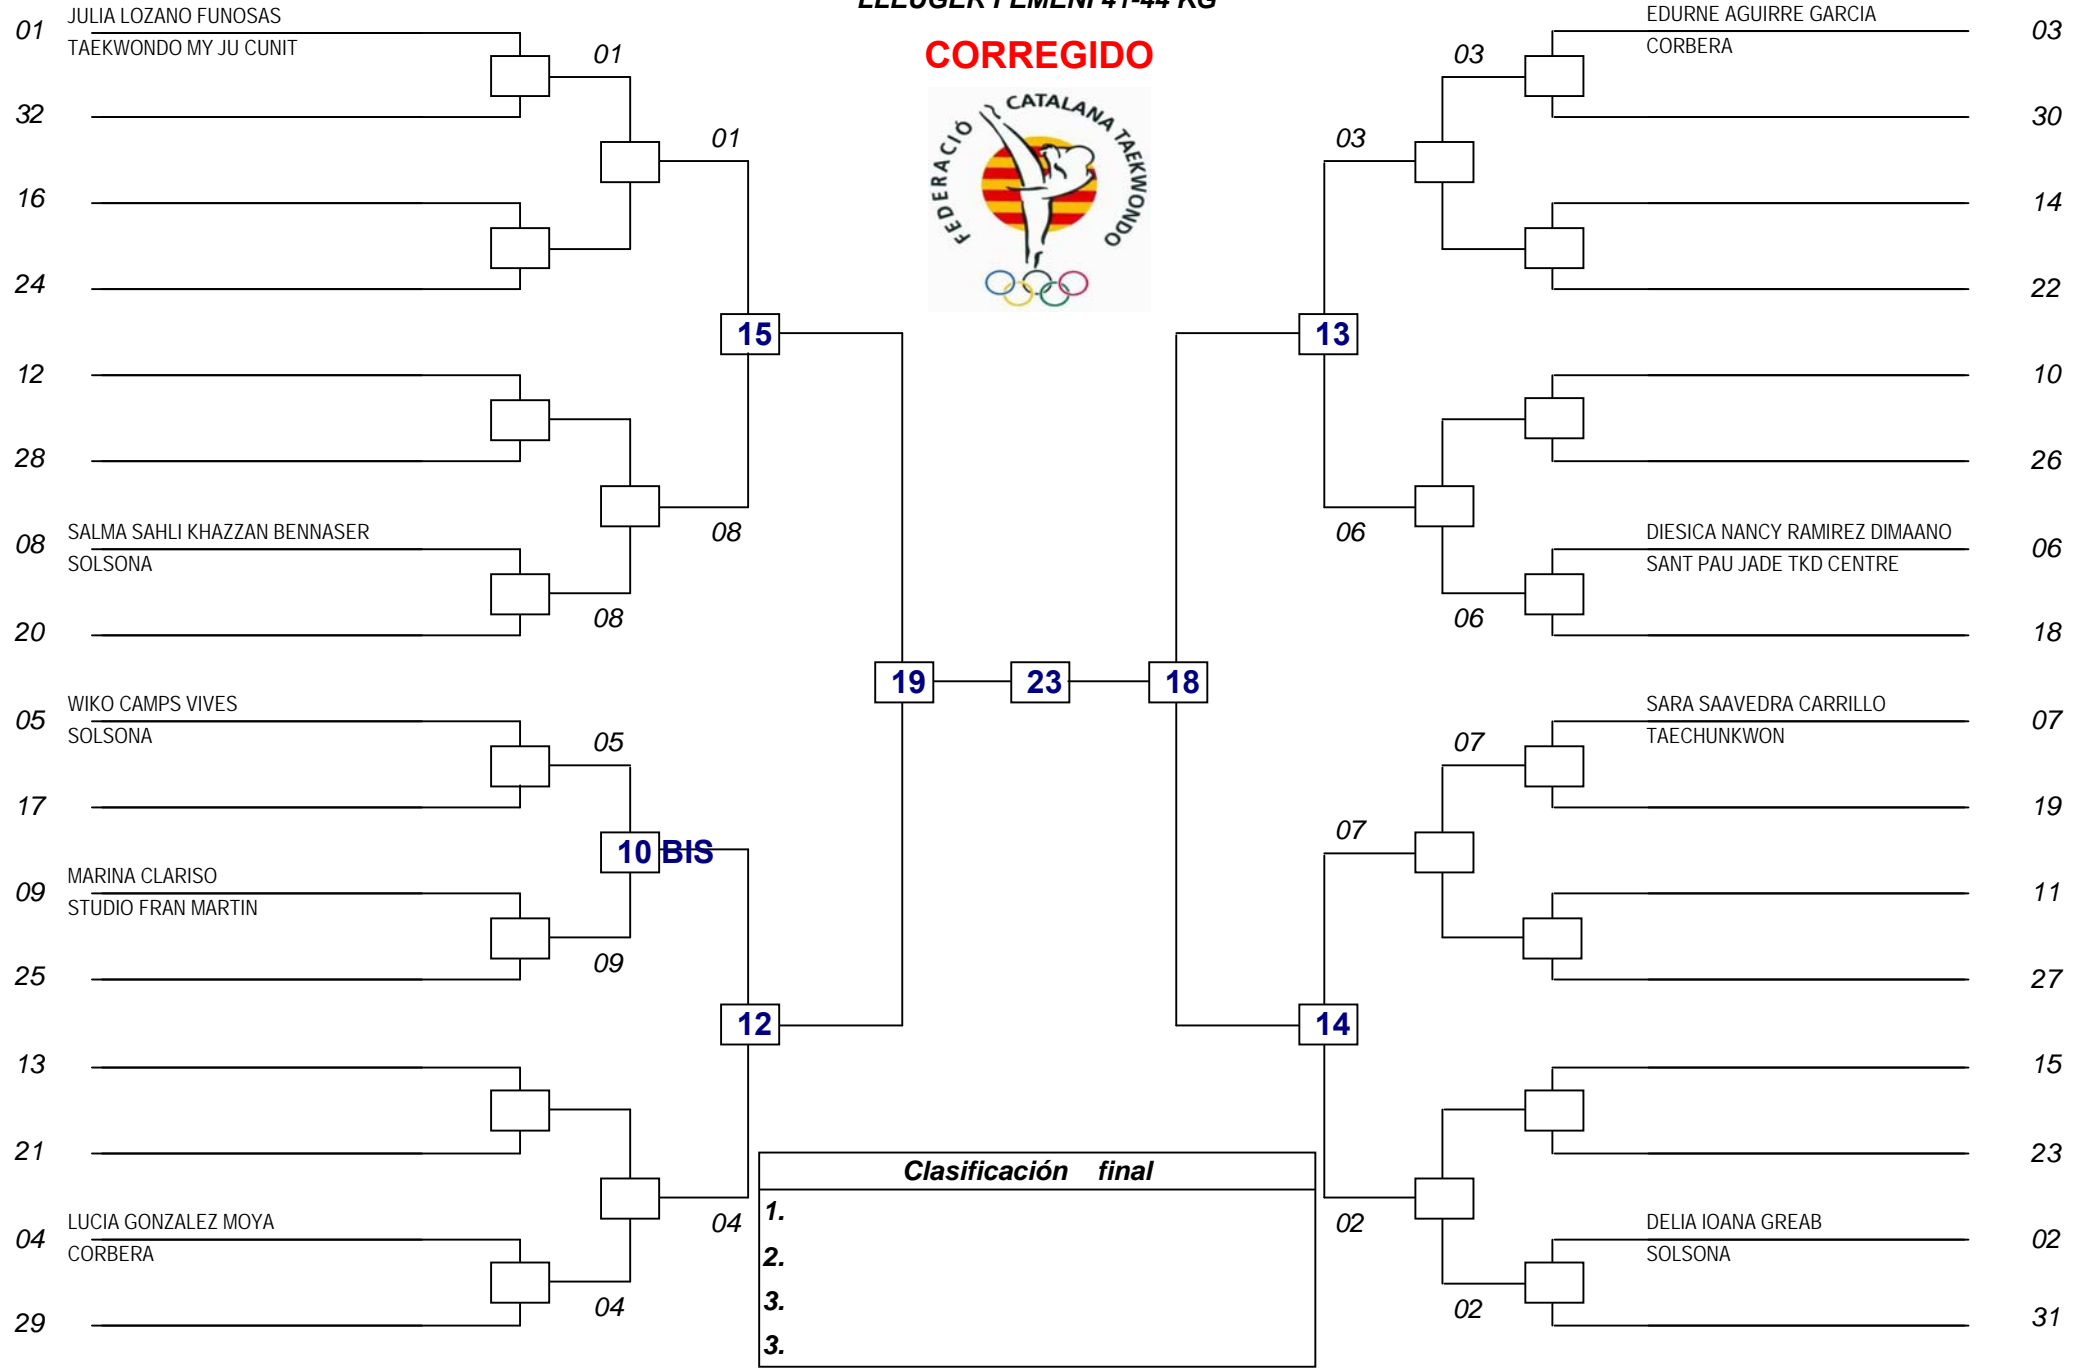 LLEUGER FEMENI 41-44 KG
CORREGIDO
FEDERACIÓ CATALANA TAEKWONDO
01 JULIA LOZANO FUNOSAS
TAEKWONDO MY JU CUNIT
01
32
01
16
24
15
12
28
08 SALMA SAHLI KHAZZAN BENNASER
SOLSONA
08
08
20
05 WIKO CAMPS VIVES
SOLSONA
05
17
10 BIS
09 MARINA CLARISO
STUDIO FRAN MARTIN
09
25
12
13
21
04 LUCIA GONZALEZ MOYA
CORBERA
04
04
29
19
23
18
EDURNE AGUIRRE GARCIA 03
CORBERA
03
30
03
14
22
13
10
26
DIESICA NANCY RAMIREZ DIMAANO 06
SANT PAU JADE TKD CENTRE
06
06
18
SARA SAAVEDRA CARRILLO 07
TAECHUNKWON
07
19
07
11
27
14
15
23
DELIA IOANA GREAB 02
SOLSONA
02
02
31
Clasificación final
1.
2.
3.
3.